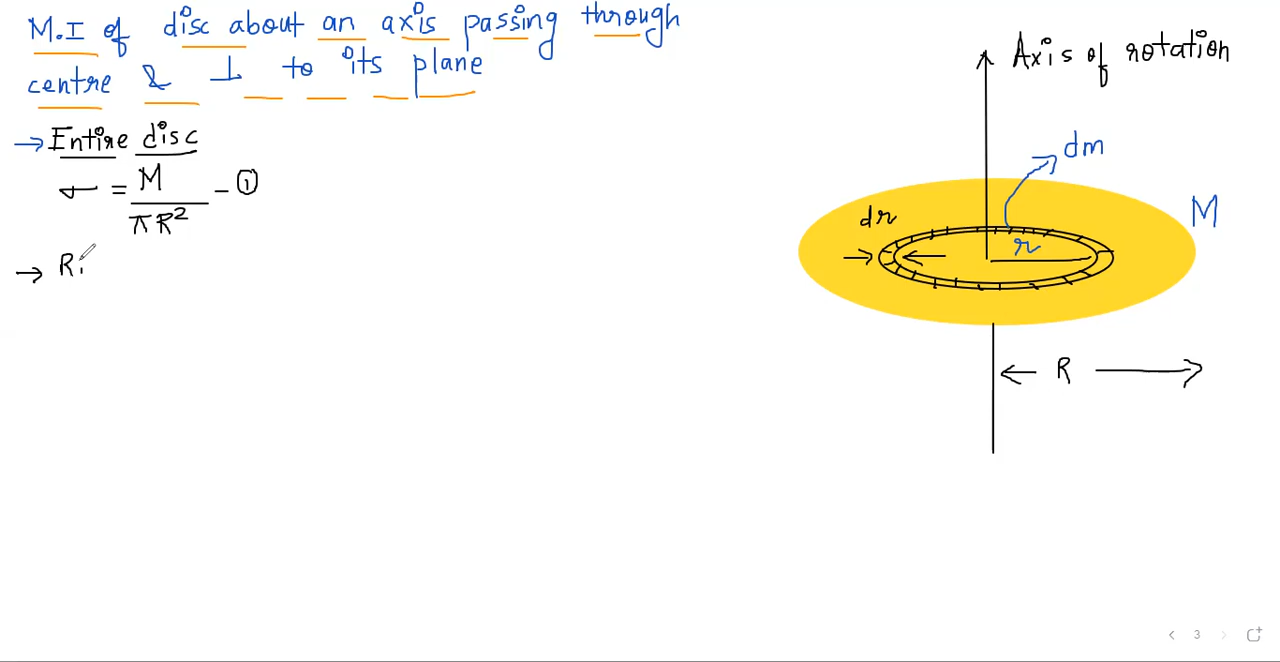 M.I of disc about an axis passing through
centre & ⊥ to its plane
→ Entire disc
σ = M/πR² - ①
→ Ri
Axis of rotation
dm
M
dr
r
R
3